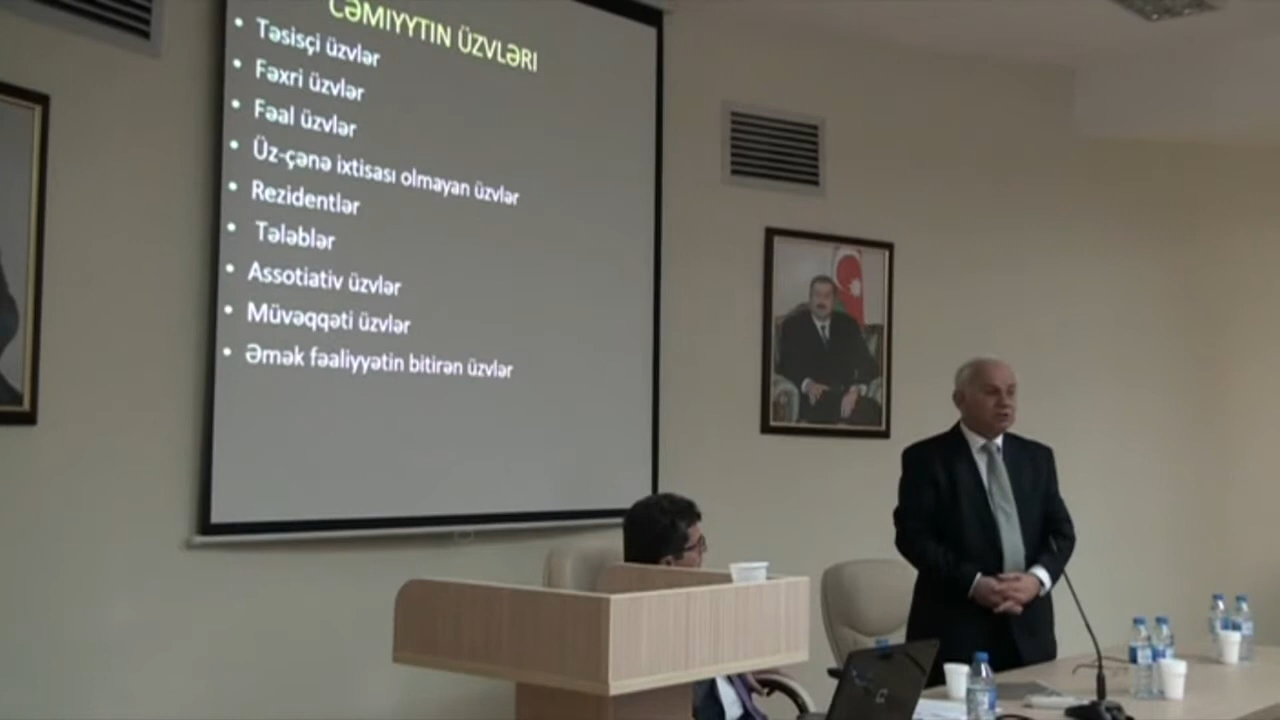 CƏMIYYTIN ÜZVLƏRI
• Təsisçi üzvlər
• Fəxri üzvlər
• Fəal üzvlər
• Üz-çənə ixtisası olmayan üzvlər
• Rezidentlər
• Tələblər
• Assotiativ üzvlər
• Müvəqqəti üzvlər
• Əmək fəaliyyətin bitirən üzvlər